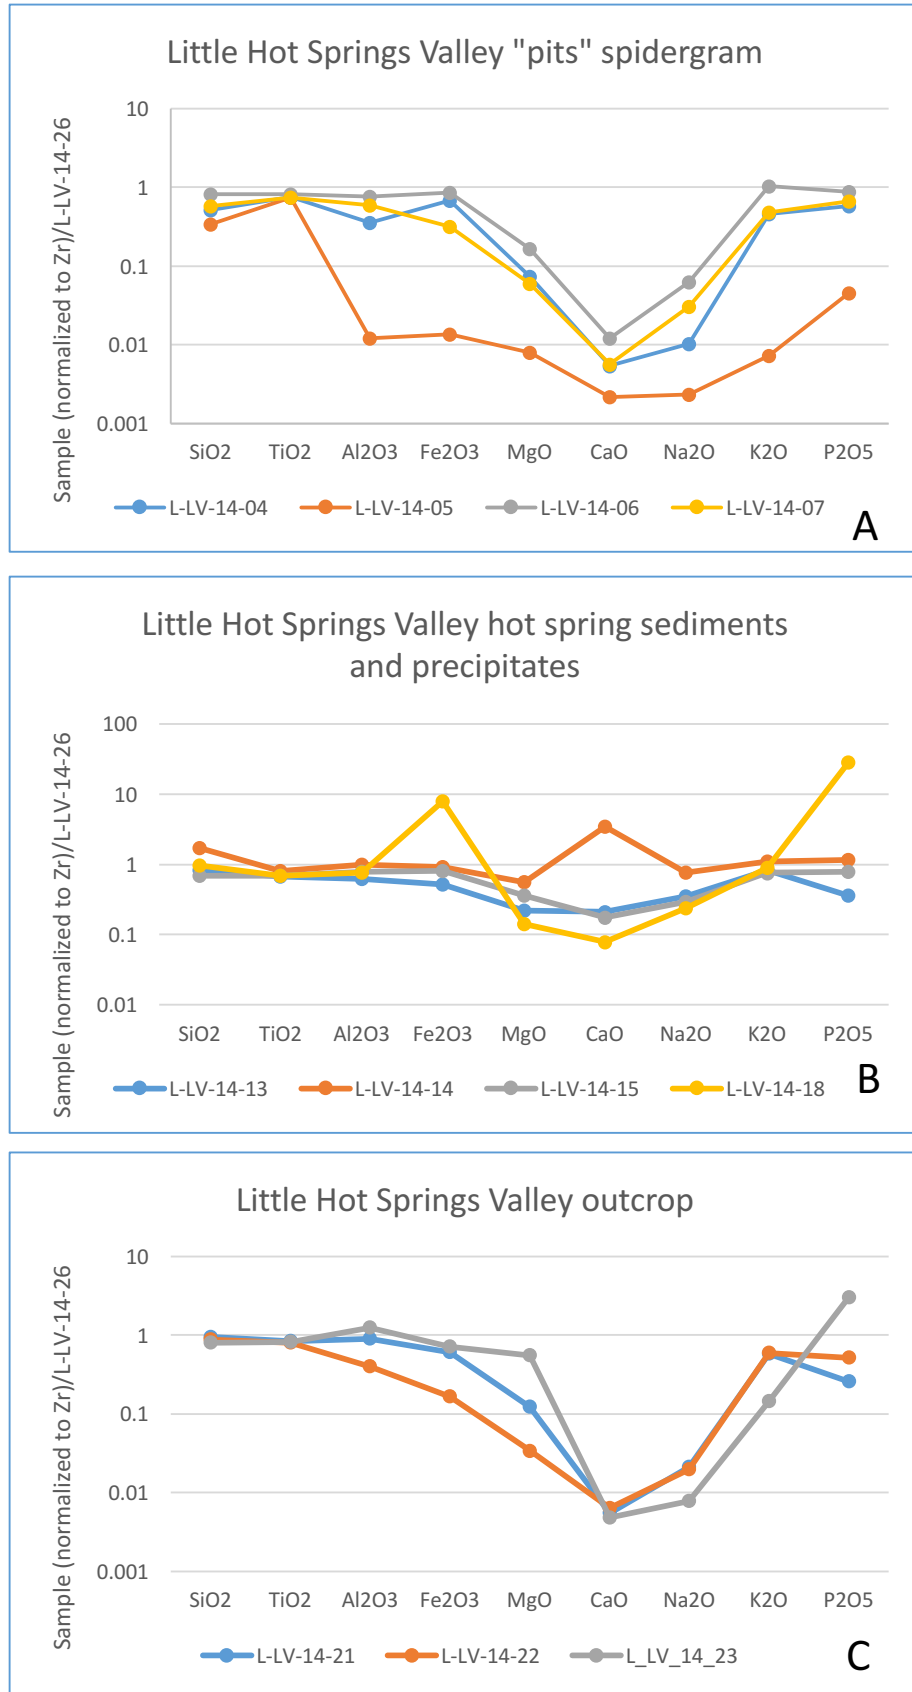 Little Hot Springs Valley "pits" spidergram
Sample (normalized to Zr)/L-LV-14-26
10
1
0.1
0.01
0.001
SiO2 TiO2 Al2O3 Fe2O3 MgO CaO Na2O K2O P2O5
L-LV-14-04 L-LV-14-05 L-LV-14-06 L-LV-14-07
A
Little Hot Springs Valley hot spring sediments
and precipitates
Sample (normalized to Zr)/L-LV-14-26
100
10
1
0.1
0.01
SiO2 TiO2 Al2O3 Fe2O3 MgO CaO Na2O K2O P2O5
L-LV-14-13 L-LV-14-14 L-LV-14-15 L-LV-14-18
B
Little Hot Springs Valley outcrop
Sample (normalized to Zr)/L-LV-14-26
10
1
0.1
0.01
0.001
SiO2 TiO2 Al2O3 Fe2O3 MgO CaO Na2O K2O P2O5
L-LV-14-21 L-LV-14-22 L_LV_14_23
C